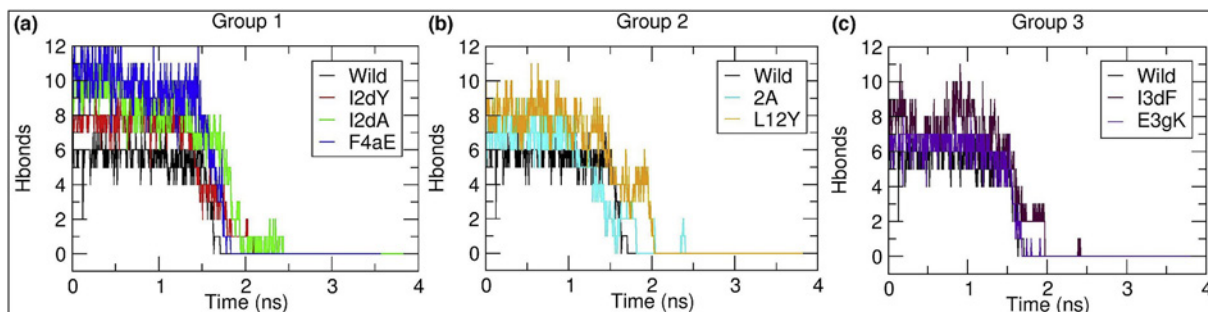 (a) Group 1
Hbonds
12
10
8
6
4
2
0
Wild
I2dY
I2dA
F4aE
0 1 2 3 4
Time (ns)
(b) Group 2
Hbonds
12
10
8
6
4
2
0
Wild
2A
L12Y
0 1 2 3 4
Time (ns)
(c) Group 3
Hbonds
12
10
8
6
4
2
0
Wild
I3dF
E3gK
0 1 2 3 4
Time (ns)